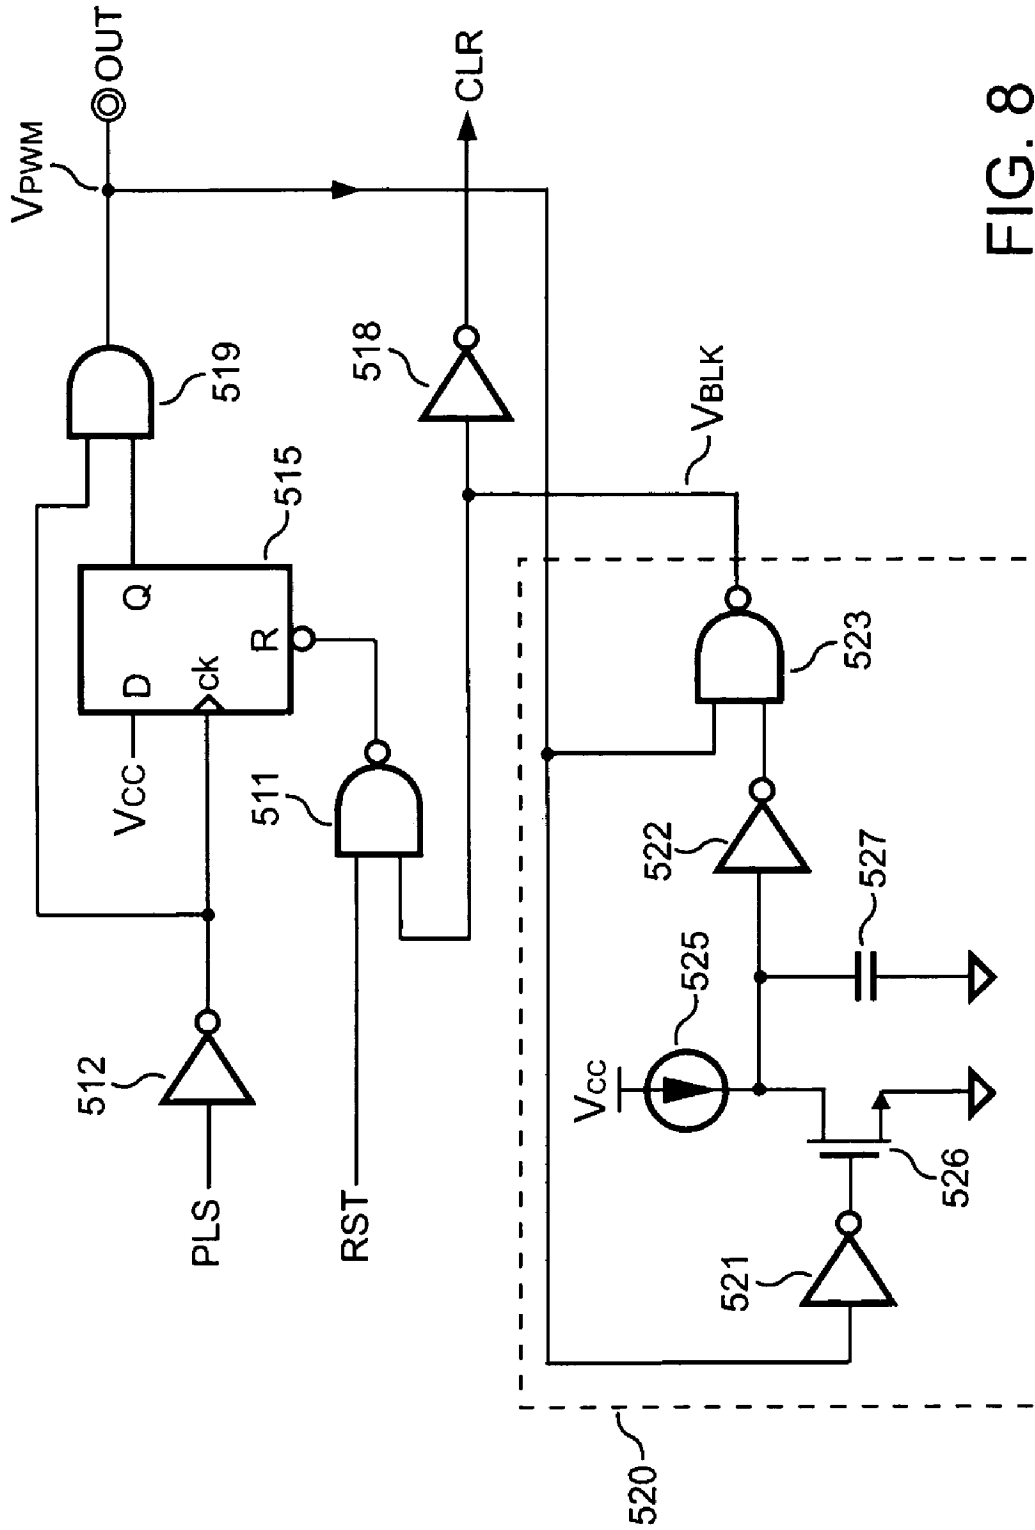 VPWM
OUT
519
515
Q
D
ck
R
VCC
511
512
PLS
RST
518
CLR
VBLK
523
522
527
525
VCC
526
521
520
FIG. 8